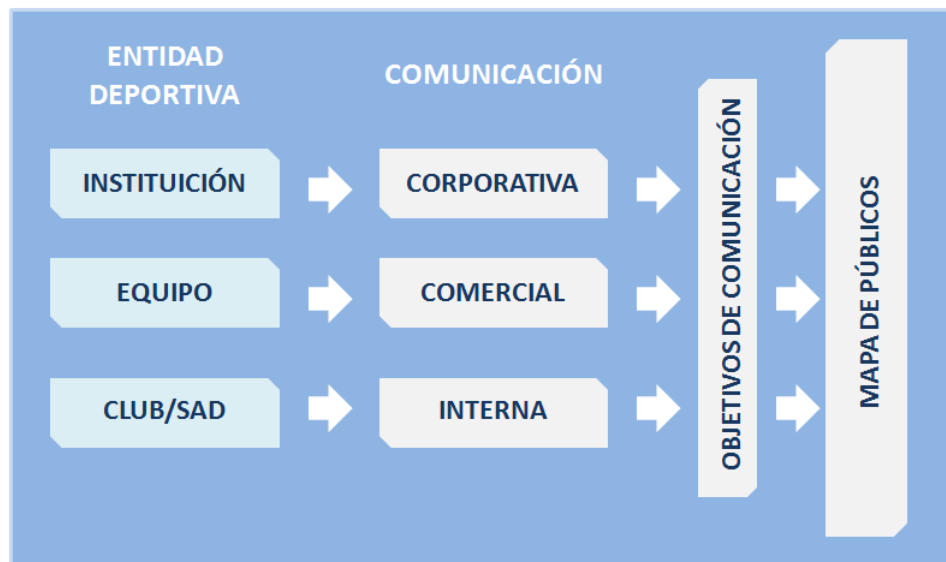 ENTIDAD
DEPORTIVA
COMUNICACIÓN
INSTITUICIÓN
CORPORATIVA
EQUIPO
COMERCIAL
CLUB/SAD
INTERNA
OBJETIVOS DE COMUNICACIÓN
MAPA DE PÚBLICOS